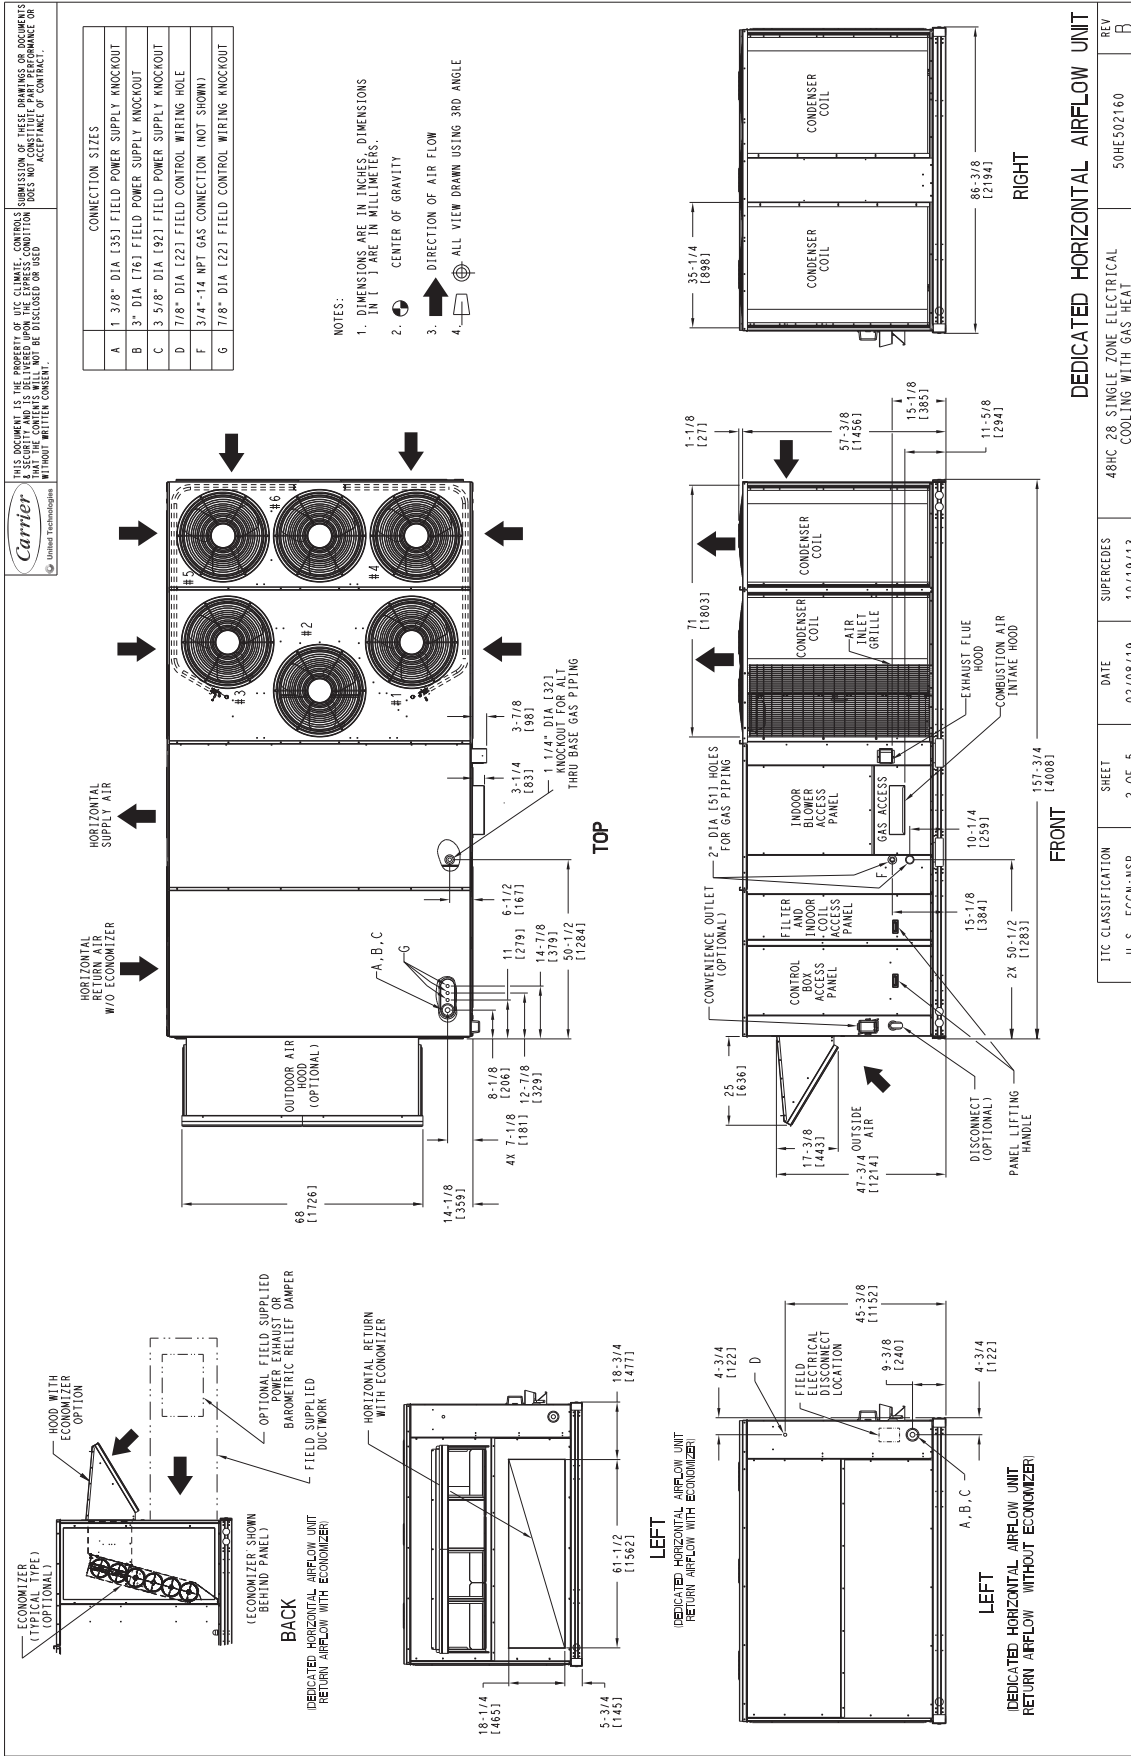 Carrier
United Technologies
THIS DOCUMENT IS THE PROPERTY OF UTC CLIMATE, CONTROLS
& SECURITY AND IS DELIVERED UPON THE EXPRESS CONDITION
THAT THE CONTENTS WILL NOT BE DISCLOSED OR USED
WITHOUT WRITTEN CONSENT.
SUBMISSION OF THESE DRAWINGS OR DOCUMENTS
DOES NOT CONSTITUTE PART PERFORMANCE OR
ACCEPTANCE OF CONTRACT.
CONNECTION SIZES
A 1 3/8" DIA [35] FIELD POWER SUPPLY KNOCKOUT
B 3" DIA [76] FIELD POWER SUPPLY KNOCKOUT
C 3 5/8" DIA [92] FIELD POWER SUPPLY KNOCKOUT
D 7/8" DIA [22] FIELD CONTROL WIRING HOLE
F 3/4"-14 NPT GAS CONNECTION (NOT SHOWN)
G 7/8" DIA [22] FIELD CONTROL WIRING KNOCKOUT
NOTES:
1. DIMENSIONS ARE IN INCHES, DIMENSIONS
IN [ ] ARE IN MILLIMETERS.
2. CENTER OF GRAVITY
3. DIRECTION OF AIR FLOW
4. ALL VIEW DRAWN USING 3RD ANGLE
ECONOMIZER
(TYPICAL TYPE)
(OPTIONAL)
HOOD WITH
ECONOMIZER
OPTION
OPTIONAL FIELD SUPPLIED
POWER EXHAUST OR
BAROMETRIC RELIEF DAMPER
FIELD SUPPLIED
DUCTWORK
(ECONOMIZER SHOWN
BEHIND PANEL)
BACK
(DEDICATED HORIZONTAL AIRFLOW UNIT
RETURN AIRFLOW WITH ECONOMIZER)
HORIZONTAL
RETURN AIR
W/O ECONOMIZER
HORIZONTAL
SUPPLY AIR
OUTDOOR AIR
HOOD
(OPTIONAL)
A,B,C
G
#1
#2
#3
#4
#5
#6
68
[1726]
14-1/8
[359]
4X 7-1/8
[181]
8-1/8
[206]
12-7/8
[329]
11
[279]
14-7/8
[379]
50-1/2
[1284]
6-1/2
[167]
3-1/4
[83]
3-7/8
[98]
1 1/4" DIA [32]
KNOCKOUT FOR ALT
THRU BASE GAS PIPING
TOP
HORIZONTAL RETURN
WITH ECONOMIZER
18-1/4
[465]
5-3/4
[145]
61-1/2
[1562]
18-3/4
[477]
LEFT
(DEDICATED HORIZONTAL AIRFLOW UNIT
RETURN AIRFLOW WITH ECONOMIZER)
CONVENIENCE OUTLET
(OPTIONAL)
2" DIA [51] HOLES
FOR GAS PIPING
71
[1803]
1-1/8
[27]
57-3/8
[1456]
15-1/8
[385]
11-5/8
[294]
25
[636]
17-3/8
[443]
47-3/4
[1214]
OUTSIDE
AIR
CONTROL
BOX
ACCESS
PANEL
FILTER
AND
INDOOR
COIL
ACCESS
PANEL
INDOOR
BLOWER
ACCESS
PANEL
GAS ACCESS
F
CONDENSER
COIL
AIR
INLET
GRILLE
CONDENSER
COIL
EXHAUST FLUE
HOOD
COMBUSTION AIR
INTAKE HOOD
DISCONNECT
(OPTIONAL)
PANEL LIFTING
HANDLE
15-1/8
[384]
10-1/4
[259]
2X 50-1/2
[1283]
157-3/4
[4008]
FRONT
35-1/4
[898]
CONDENSER
COIL
CONDENSER
COIL
86-3/8
[2194]
RIGHT
4-3/4
[122]
D
FIELD
ELECTRICAL
DISCONNECT
LOCATION
45-3/8
[1152]
9-3/8
[240]
4-3/4
[122]
A,B,C
LEFT
(DEDICATED HORIZONTAL AIRFLOW UNIT
RETURN AIRFLOW WITHOUT ECONOMIZER)
DEDICATED HORIZONTAL AIRFLOW UNIT
ITC CLASSIFICATION
SHEET
DATE
SUPERCEDES
48HC 28 SINGLE ZONE ELECTRICAL
COOLING WITH GAS HEAT
50HE502160
REV